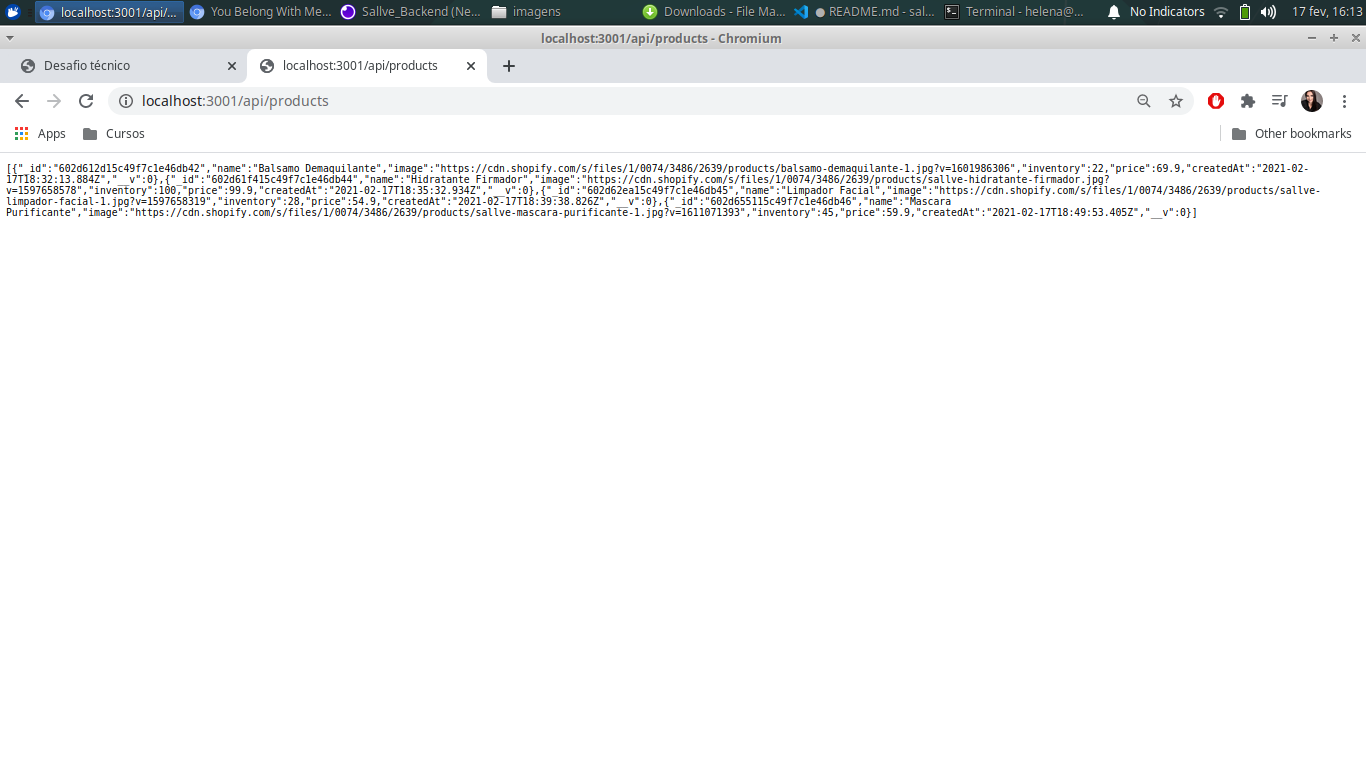 localhost:3001/api/...
You Belong With Me...
Sallve_Backend (Ne...
imagens
Downloads - File Ma...
README.md - sal...
Terminal - helena@...
No Indicators
17 fev, 16:13
localhost:3001/api/products - Chromium
Desafio técnico
localhost:3001/api/products
localhost:3001/api/products
Apps
Cursos
Other bookmarks
[{"_id":"602d612d15c49f7c1e46db42","name":"Balsamo Demaquilante","image":"https://cdn.shopify.com/s/files/1/0074/3486/2639/products/balsamo-demaquilante-1.jpg?v=1601986306","inventory":22,"price":69.9,"createdAt":"2021-02-
17T18:32:13.884Z","__v":0},{"_id":"602d61f415c49f7c1e46db44","name":"Hidratante Firmador","image":"https://cdn.shopify.com/s/files/1/0074/3486/2639/products/sallve-hidratante-firmador.jpg?
v=1597658578","inventory":100,"price":99.9,"createdAt":"2021-02-17T18:35:32.934Z","__v":0},{"_id":"602d62ea15c49f7c1e46db45","name":"Limpador Facial","image":"https://cdn.shopify.com/s/files/1/0074/3486/2639/products/sallve-
limpador-facial-1.jpg?v=1597658319","inventory":28,"price":54.9,"createdAt":"2021-02-17T18:39:38.826Z","__v":0},{"_id":"602d655115c49f7c1e46db46","name":"Mascara
Purificante","image":"https://cdn.shopify.com/s/files/1/0074/3486/2639/products/sallve-mascara-purificante-1.jpg?v=1611071393","inventory":45,"price":59.9,"createdAt":"2021-02-17T18:49:53.405Z","__v":0}]